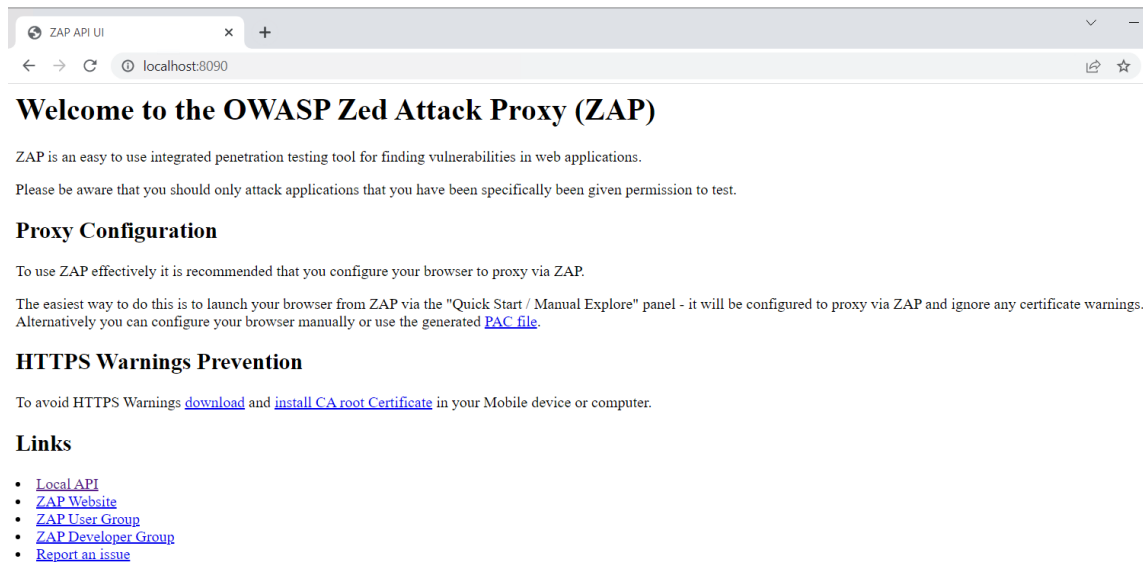 ZAP API UI
localhost:8090
Welcome to the OWASP Zed Attack Proxy (ZAP)
ZAP is an easy to use integrated penetration testing tool for finding vulnerabilities in web applications.
Please be aware that you should only attack applications that you have been specifically been given permission to test.
Proxy Configuration
To use ZAP effectively it is recommended that you configure your browser to proxy via ZAP.
The easiest way to do this is to launch your browser from ZAP via the "Quick Start / Manual Explore" panel - it will be configured to proxy via ZAP and ignore any certificate warnings.
Alternatively you can configure your browser manually or use the generated PAC file.
HTTPS Warnings Prevention
To avoid HTTPS Warnings download and install CA root Certificate in your Mobile device or computer.
Links
• Local API
• ZAP Website
• ZAP User Group
• ZAP Developer Group
• Report an issue